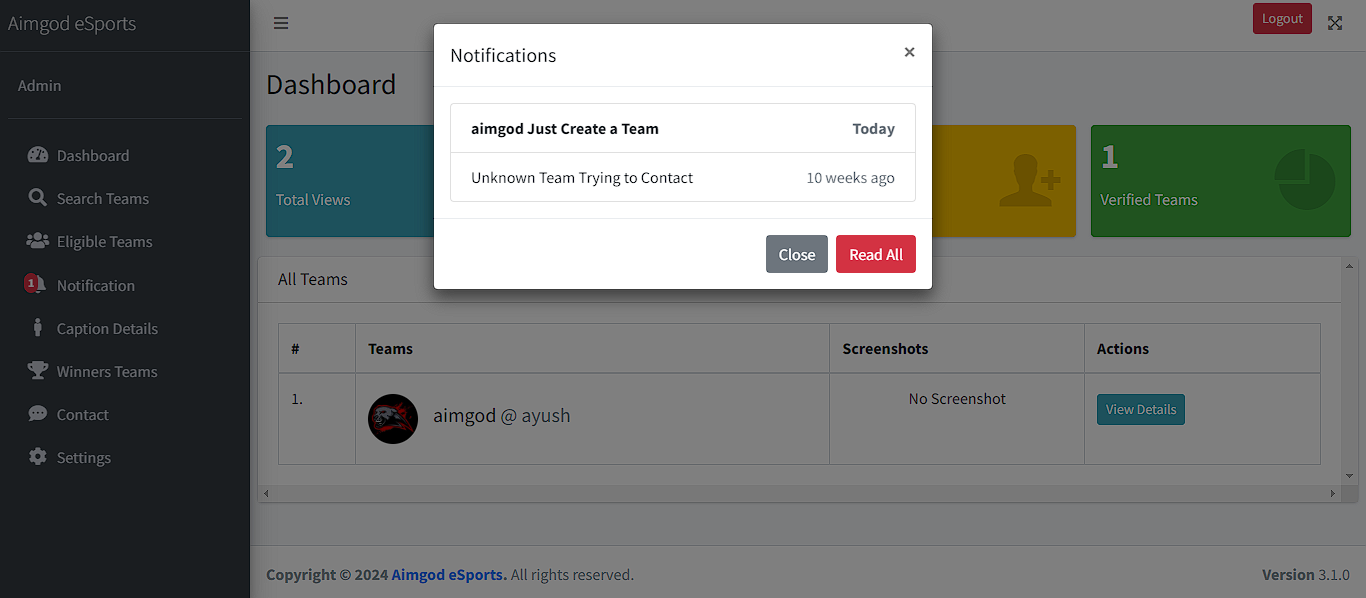 Aimgod eSports
Logout
Admin
Dashboard
Search Teams
Eligible Teams
1 Notification
Caption Details
Winners Teams
Contact
Settings
Dashboard
2
Total Views
1
Verified Teams
Notifications ×
aimgod Just Create a Team Today
Unknown Team Trying to Contact 10 weeks ago
Close Read All
All Teams
# Teams Screenshots Actions
1. aimgod @ ayush No Screenshot View Details
Copyright © 2024 Aimgod eSports. All rights reserved. Version 3.1.0